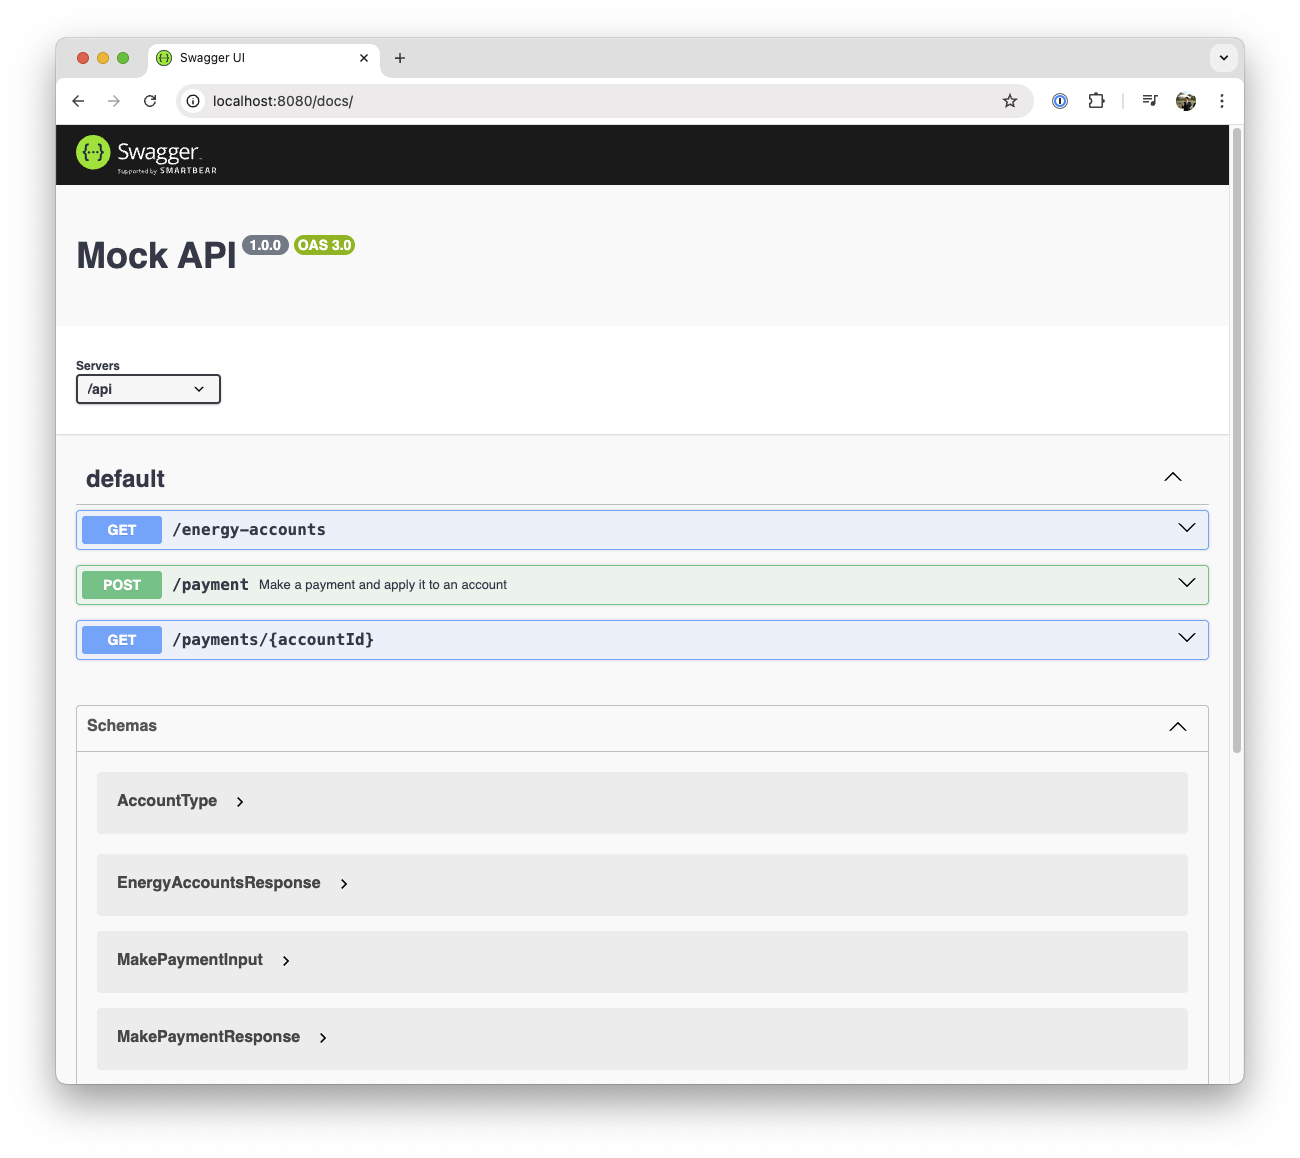 Swagger UI
localhost:8080/docs/
Swagger
Supported by SMARTBEAR
Mock API 1.0.0 OAS 3.0
Servers
/api
default
GET /energy-accounts
POST /payment Make a payment and apply it to an account
GET /payments/{accountId}
Schemas
AccountType
EnergyAccountsResponse
MakePaymentInput
MakePaymentResponse